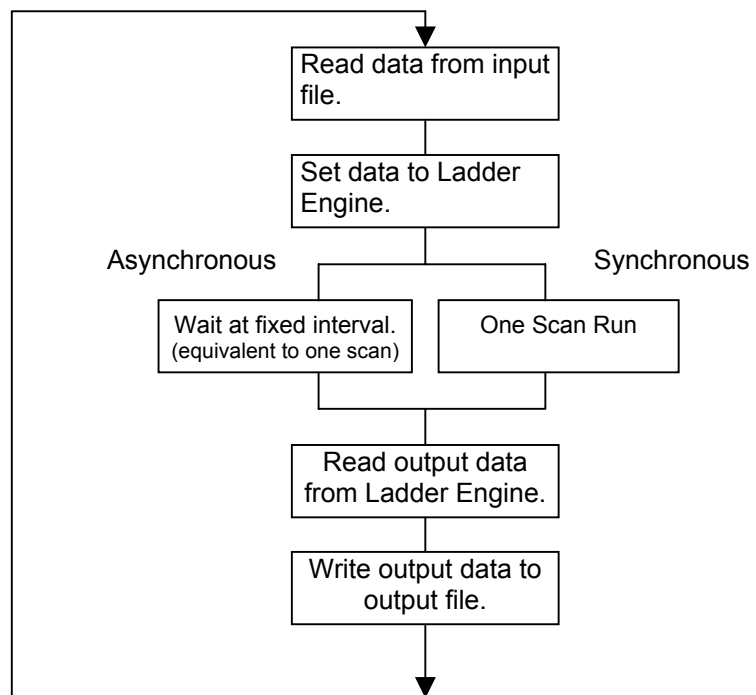 Read data from input
file.
Set data to Ladder
Engine.
Asynchronous
Synchronous
Wait at fixed interval.
(equivalent to one scan)
One Scan Run
Read output data
from Ladder Engine.
Write output data to
output file.